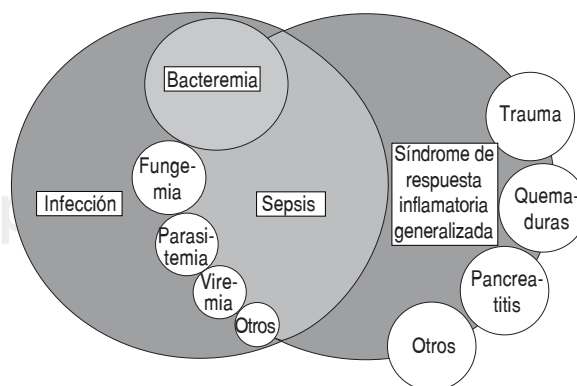 Bacteremia
Trauma
Funge-
mia
Síndrome de
respuesta
inflamatoria
generalizada
Infección
Sepsis
Quema-
duras
Parasi-
temia
Vire-
mia
Pancrea-
titis
Otros
Otros